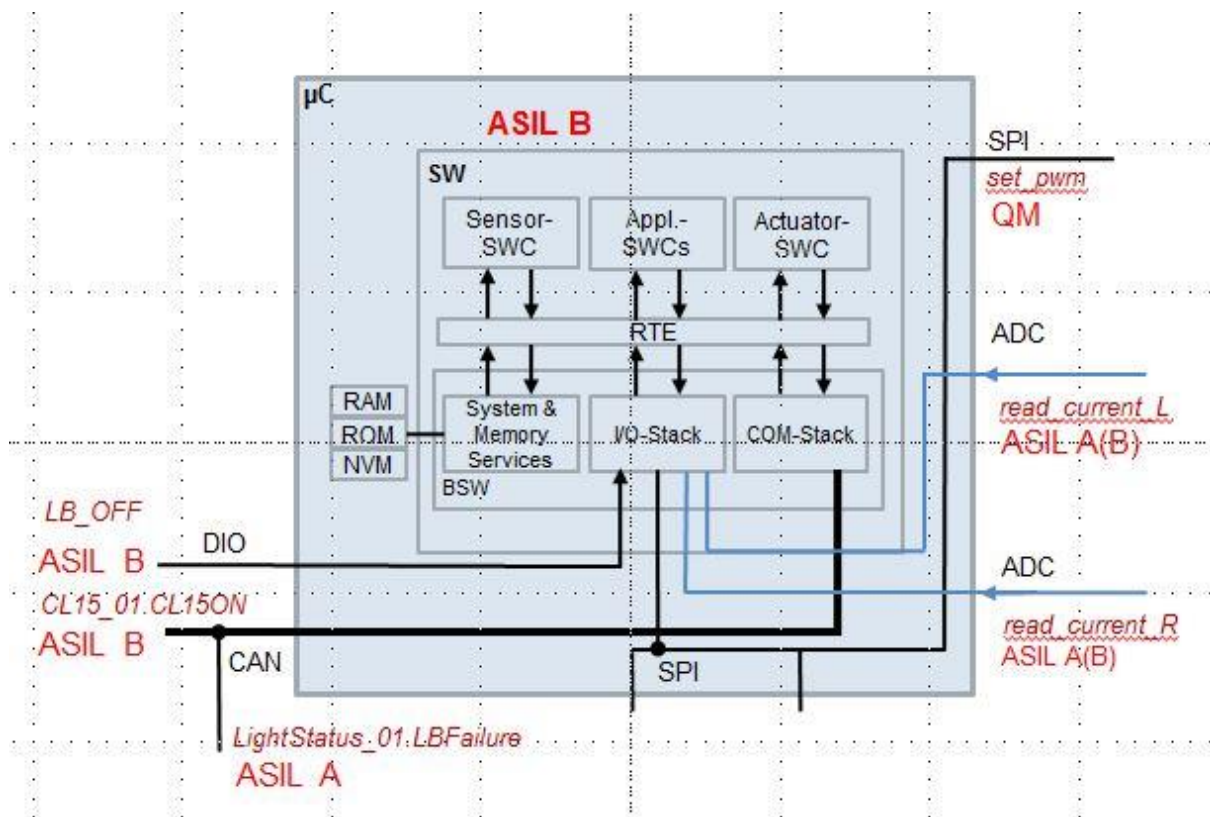 µC
ASIL B
SW
Sensor-
SWC
Appl.-
SWCs
Actuator-
SWC
RTE
RAM
ROM
NVM
System &
Memory
Services
I/O-Stack
COM-Stack
BSW
LB_OFF
ASIL B
DIO
CL15_01.CL15ON
ASIL B
CAN
LightStatus_01.LBFailure
ASIL A
SPI
SPI
set_pwm
QM
ADC
read_current_L
ASIL A(B)
ADC
read_current_R
ASIL A(B)